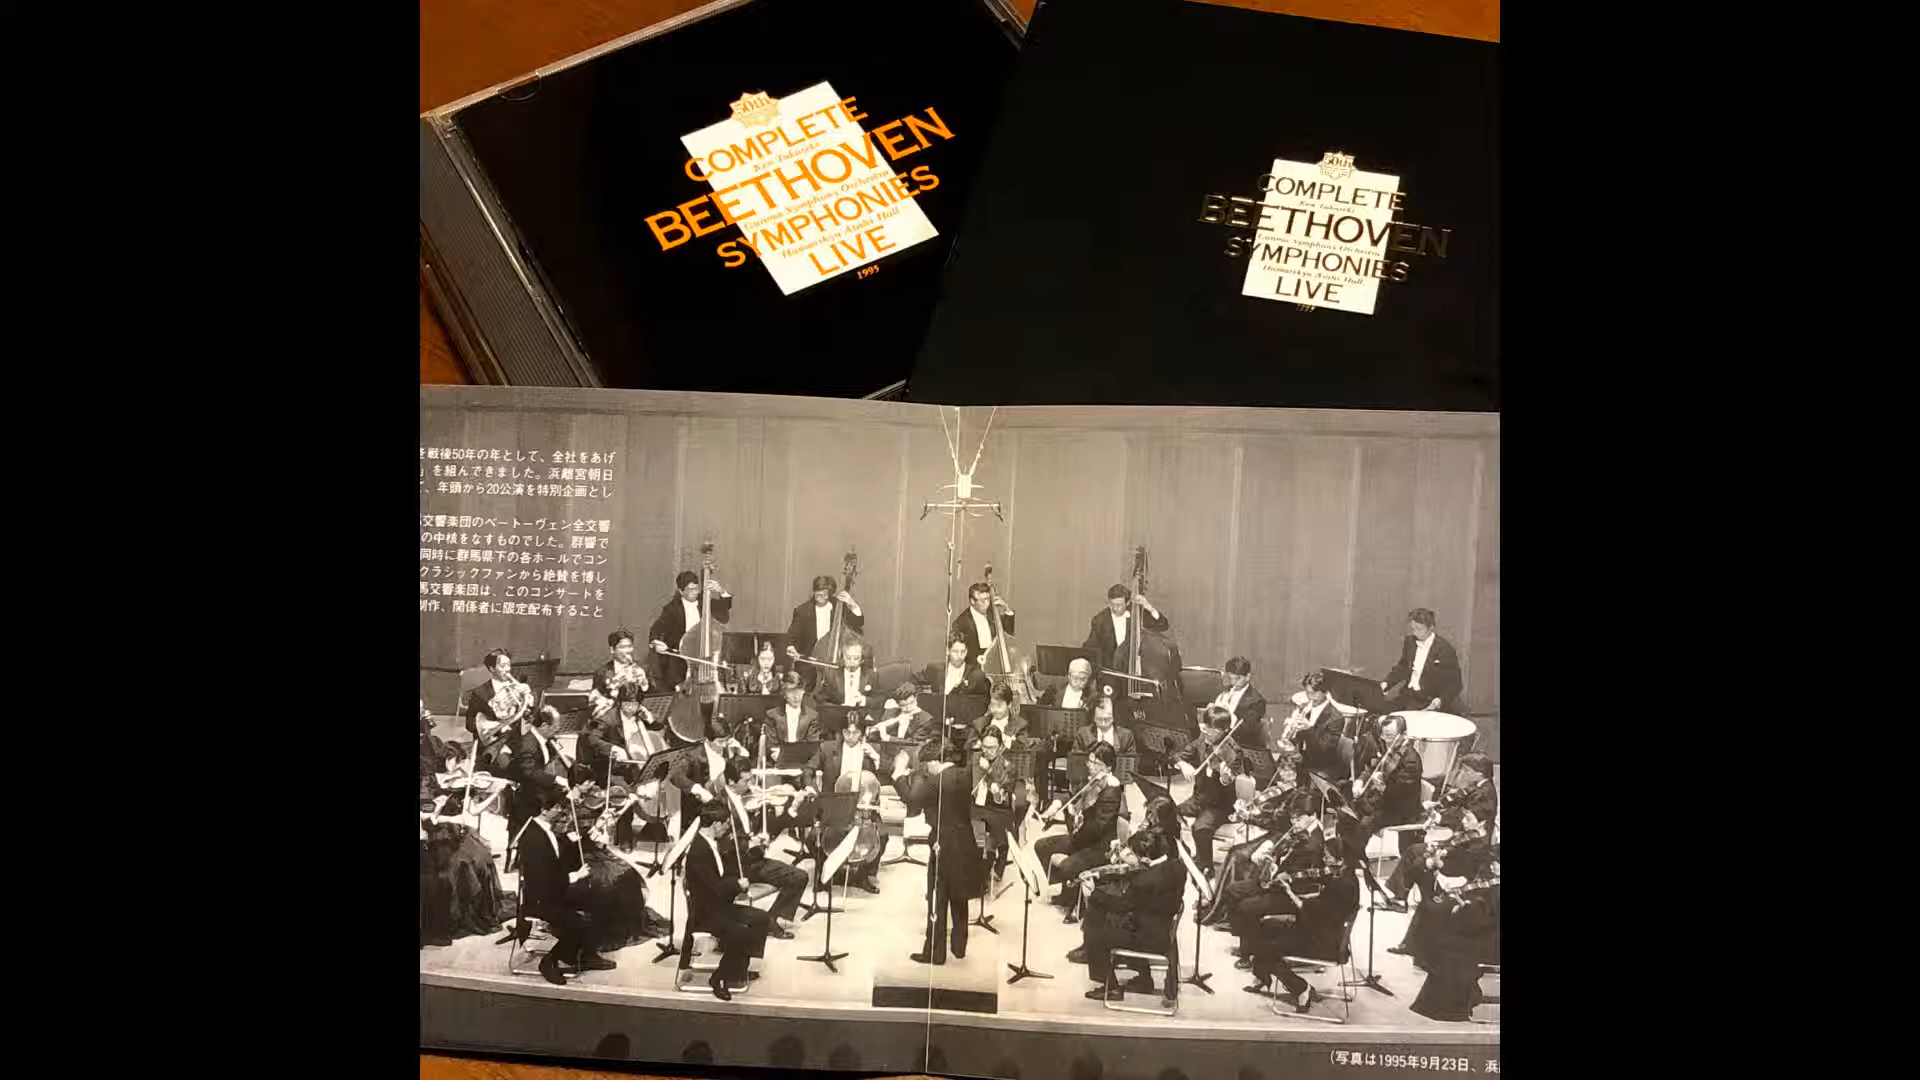 50th
COMPLETE
Ken Takaseki
BEETHOVEN
Gunma Symphony Orchestra
SYMPHONIES
Hamarikyu Asahi Hall
LIVE
1995
50th
COMPLETE
Ken Takaseki
BEETHOVEN
Gunma Symphony Orchestra
SYMPHONIES
Hamarikyu Asahi Hall
LIVE
1995
を戦後50年の年として、全社をあげ
」を組んできました。浜離宮朝日
、年頭から20公演を特別企画とし
交響楽団のベートーヴェン全交響
の中核をなすものでした。群響で
同時に群馬県下の各ホールでコン
クラシックファンから絶賛を博し
馬交響楽団は、このコンサートを
制作、関係者に限定配布すること
(写真は1995年9月23日、浜